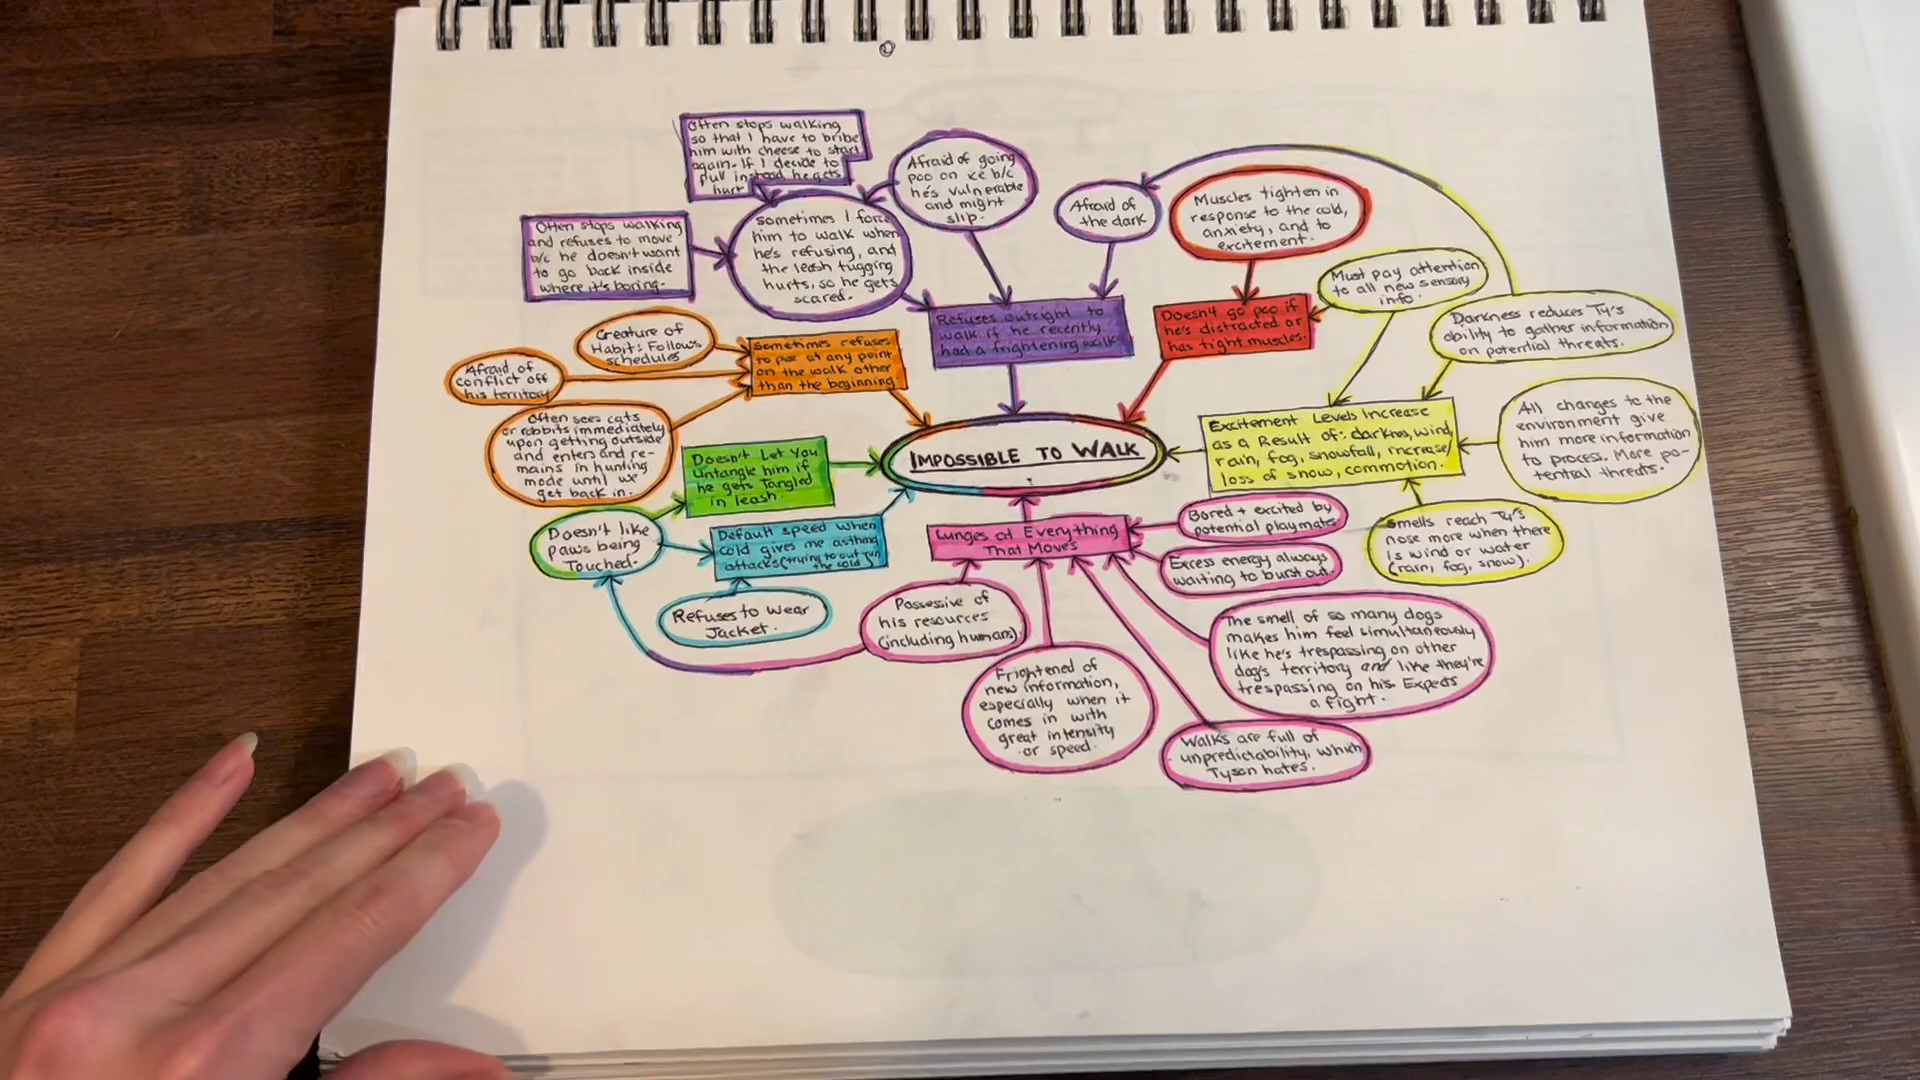 Often stops walking
so that I have to bribe
him with cheese to start
again. If I decide to
pull instead he gets
hurt
Afraid of going
poo on ice b/c
he's vulnerable
and might
slip.
Afraid of
the dark
Muscles tighten in
response to the cold,
anxiety, and to
excitement.
Often stops walking
and refuses to move
b/c he doesn't want
to go back inside
where it's boring.
Sometimes I force
him to walk when
he's refusing, and
the leash tugging
hurts, so he gets
scared.
Must pay attention
to all new sensory
info.
Darkness reduces Ty's
ability to gather information
on potential threats.
Refuses outright to
walk if he recently
had a frightening walk
Doesn't go poo if
he's distracted or
has tight muscles.
Creature of
Habit: Follows
schedules
Afraid of
conflict off
his territory
Sometimes refuses
to poo at any point
on the walk other
than the beginning
Often sees cats
or rabbits immediately
upon getting outside
and enters and re-
mains in hunting
mode until we
get back in.
IMPOSSIBLE TO WALK
Excitement Levels Increase
as a Result of: darkness, wind,
rain, fog, snowfall, increase/
loss of snow, commotion.
All changes to the
environment give
him more information
to process. More po-
tential threats.
Doesn't Let You
untangle him if
he gets Tangled
in leash.
Doesn't like
paws being
Touched.
Default speed when
cold gives me asthma
attacks (trying to out run
the cold)
Refuses to wear
Jacket.
Lunges at Everything
That Moves
Bored + excited by
potential playmates
Excess energy always
waiting to burst out.
Smells reach Ty's
nose more when there
is wind or water
(rain, fog, snow).
Possessive of
his resources
(including humans)
The smell of so many dogs
makes him feel simultaneously
like he's trespassing on other
dog's territory and like they're
trespassing on his. Expects
a fight.
Frightened of
new information,
especially when it
comes in with
great intensity
or speed.
Walks are full of
unpredictability, which
Tyson hates.